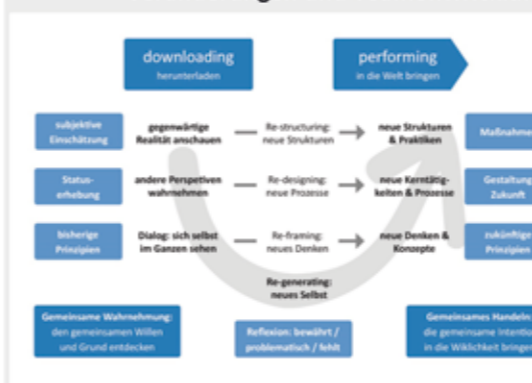 downloading
herunterladen
performing
in die Welt bringen
subjektive
Einschätzung
gegenwärtige
Realität anschauen
Re-structuring:
neue Strukturen
neue Strukturen
& Praktiken
Maßnahme
Status-
erhebung
andere Perspetiven
wahrnehmen
Re-designing:
neue Prozesse
neue Kerntätig-
keiten & Prozesse
Gestaltung
Zukunft
bisherige
Prinzipien
Dialog: sich selbst
im Ganzen sehen
Re-framing:
neues Denken
neue Denken &
Konzepte
zukünftige
Prinzipien
Re-generating:
neues Selbst
Gemeinsame Wahrnehmung:
den gemeinsamen Willen
und Grund entdecken
Reflexion: bewährt /
problematisch / fehlt
Gemeinsames Handeln:
die gemeinsame Intentio
in die Wiklichkeit bringen